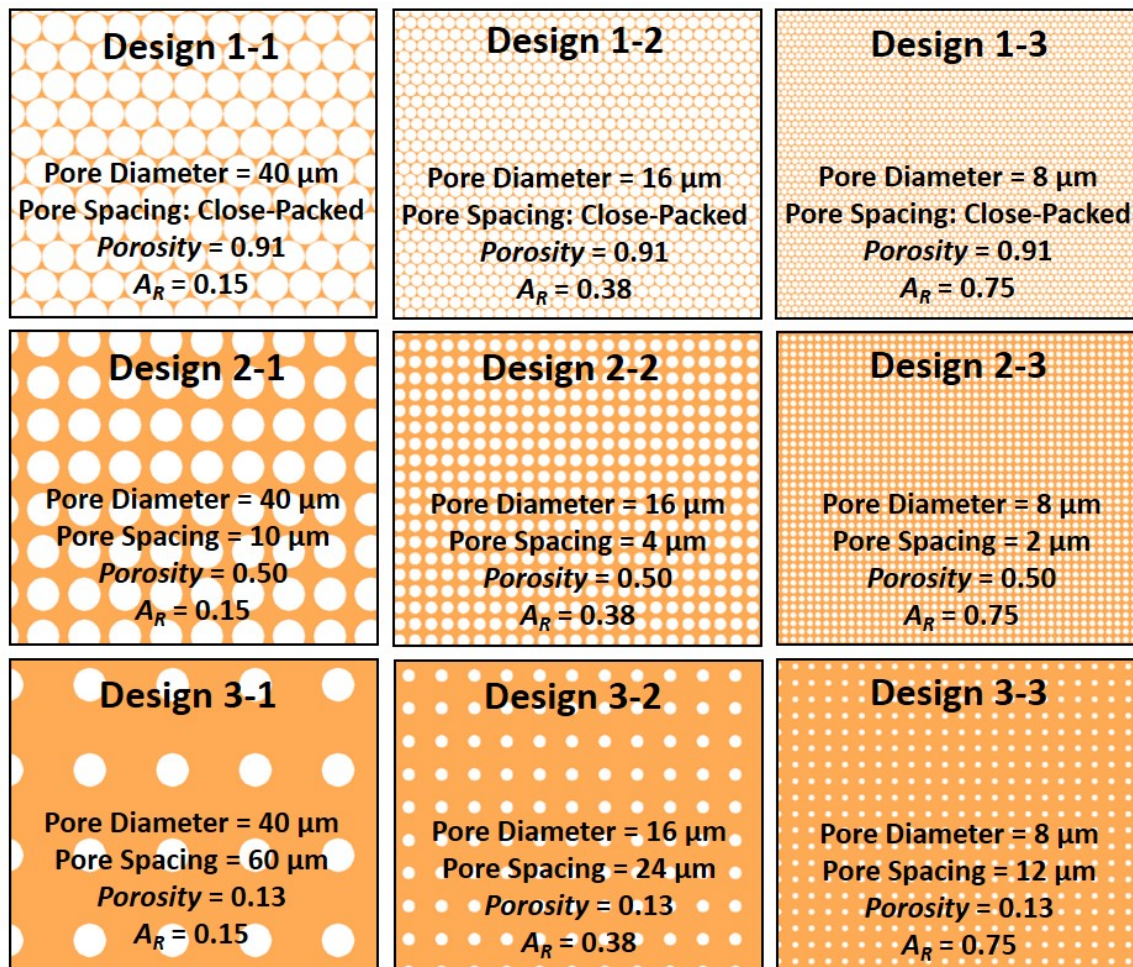 Design 1-1
Pore Diameter = 40 μm
Pore Spacing: Close-Packed
Porosity = 0.91
A_R = 0.15
Design 1-2
Pore Diameter = 16 μm
Pore Spacing: Close-Packed
Porosity = 0.91
A_R = 0.38
Design 1-3
Pore Diameter = 8 μm
Pore Spacing: Close-Packed
Porosity = 0.91
A_R = 0.75
Design 2-1
Pore Diameter = 40 μm
Pore Spacing = 10 μm
Porosity = 0.50
A_R = 0.15
Design 2-2
Pore Diameter = 16 μm
Pore Spacing = 4 μm
Porosity = 0.50
A_R = 0.38
Design 2-3
Pore Diameter = 8 μm
Pore Spacing = 2 μm
Porosity = 0.50
A_R = 0.75
Design 3-1
Pore Diameter = 40 μm
Pore Spacing = 60 μm
Porosity = 0.13
A_R = 0.15
Design 3-2
Pore Diameter = 16 μm
Pore Spacing = 24 μm
Porosity = 0.13
A_R = 0.38
Design 3-3
Pore Diameter = 8 μm
Pore Spacing = 12 μm
Porosity = 0.13
A_R = 0.75